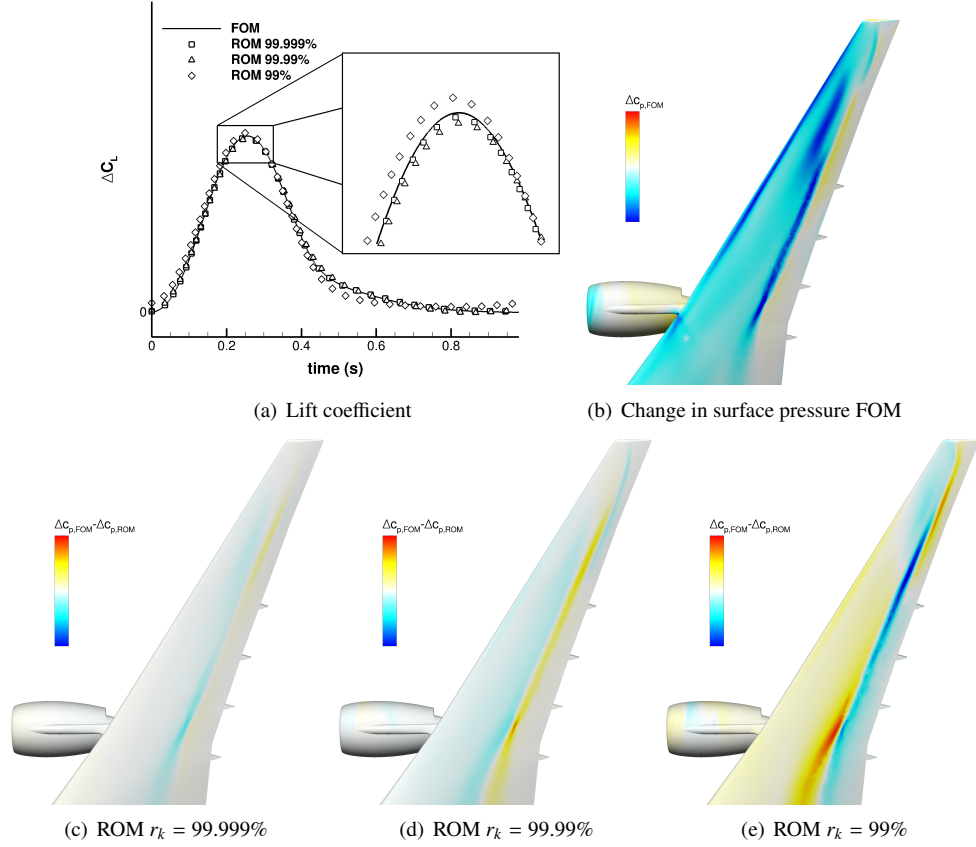 FOM
ROM 99.999%
ROM 99.99%
ROM 99%
ΔC_L
0
0 0.2 0.4 0.6 0.8
time (s)
(a) Lift coefficient
Δc_p,FOM
(b) Change in surface pressure FOM
Δc_p,FOM-Δc_p,ROM
(c) ROM r_k = 99.999%
Δc_p,FOM-Δc_p,ROM
(d) ROM r_k = 99.99%
Δc_p,FOM-Δc_p,ROM
(e) ROM r_k = 99%